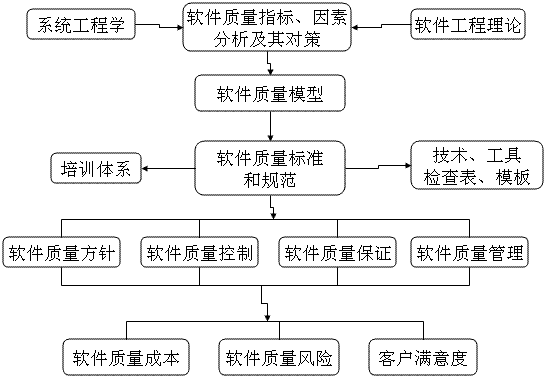 系统工程学
软件质量指标、因素
分析及其对策
软件工程理论
软件质量模型
培训体系
软件质量标准
和规范
技术、工具
检查表、模板
软件质量方针
软件质量控制
软件质量保证
软件质量管理
软件质量成本
软件质量风险
客户满意度